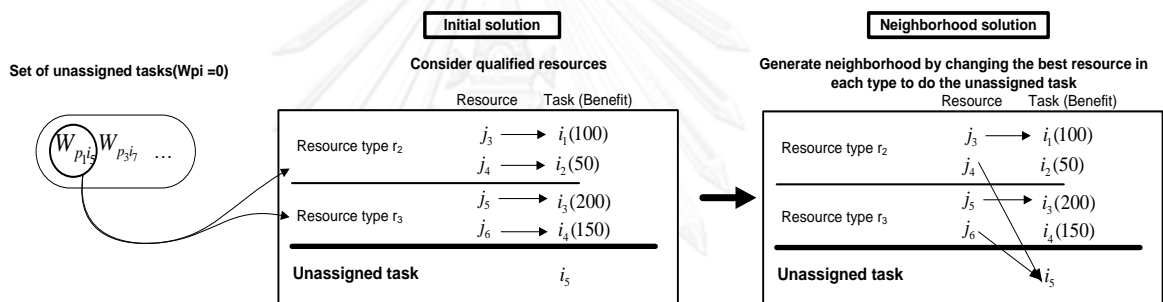 Initial solution
Neighborhood solution
Set of unassigned tasks(Wpi =0)
Consider qualified resources
Generate neighborhood by changing the best resource in
each type to do the unassigned task
W_{p_1 i_5} W_{p_3 i_7} ...
Resource Task (Benefit)
Resource type r₂
j₃ i₁(100)
j₄ i₂(50)
Resource type r₃
j₅ i₃(200)
j₆ i₄(150)
Unassigned task i₅
Resource Task (Benefit)
Resource type r₂
j₃ i₁(100)
j₄ i₂(50)
Resource type r₃
j₅ i₃(200)
j₆ i₄(150)
Unassigned task i₅